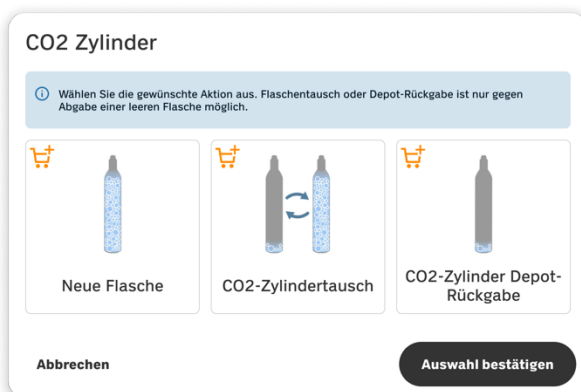 CO2 Zylinder
Wählen Sie die gewünschte Aktion aus. Flaschentausch oder Depot-Rückgabe ist nur gegen
Abgabe einer leeren Flasche möglich.
Neue Flasche
CO2-Zylindertausch
CO2-Zylinder Depot-
Rückgabe
Abbrechen
Auswahl bestätigen